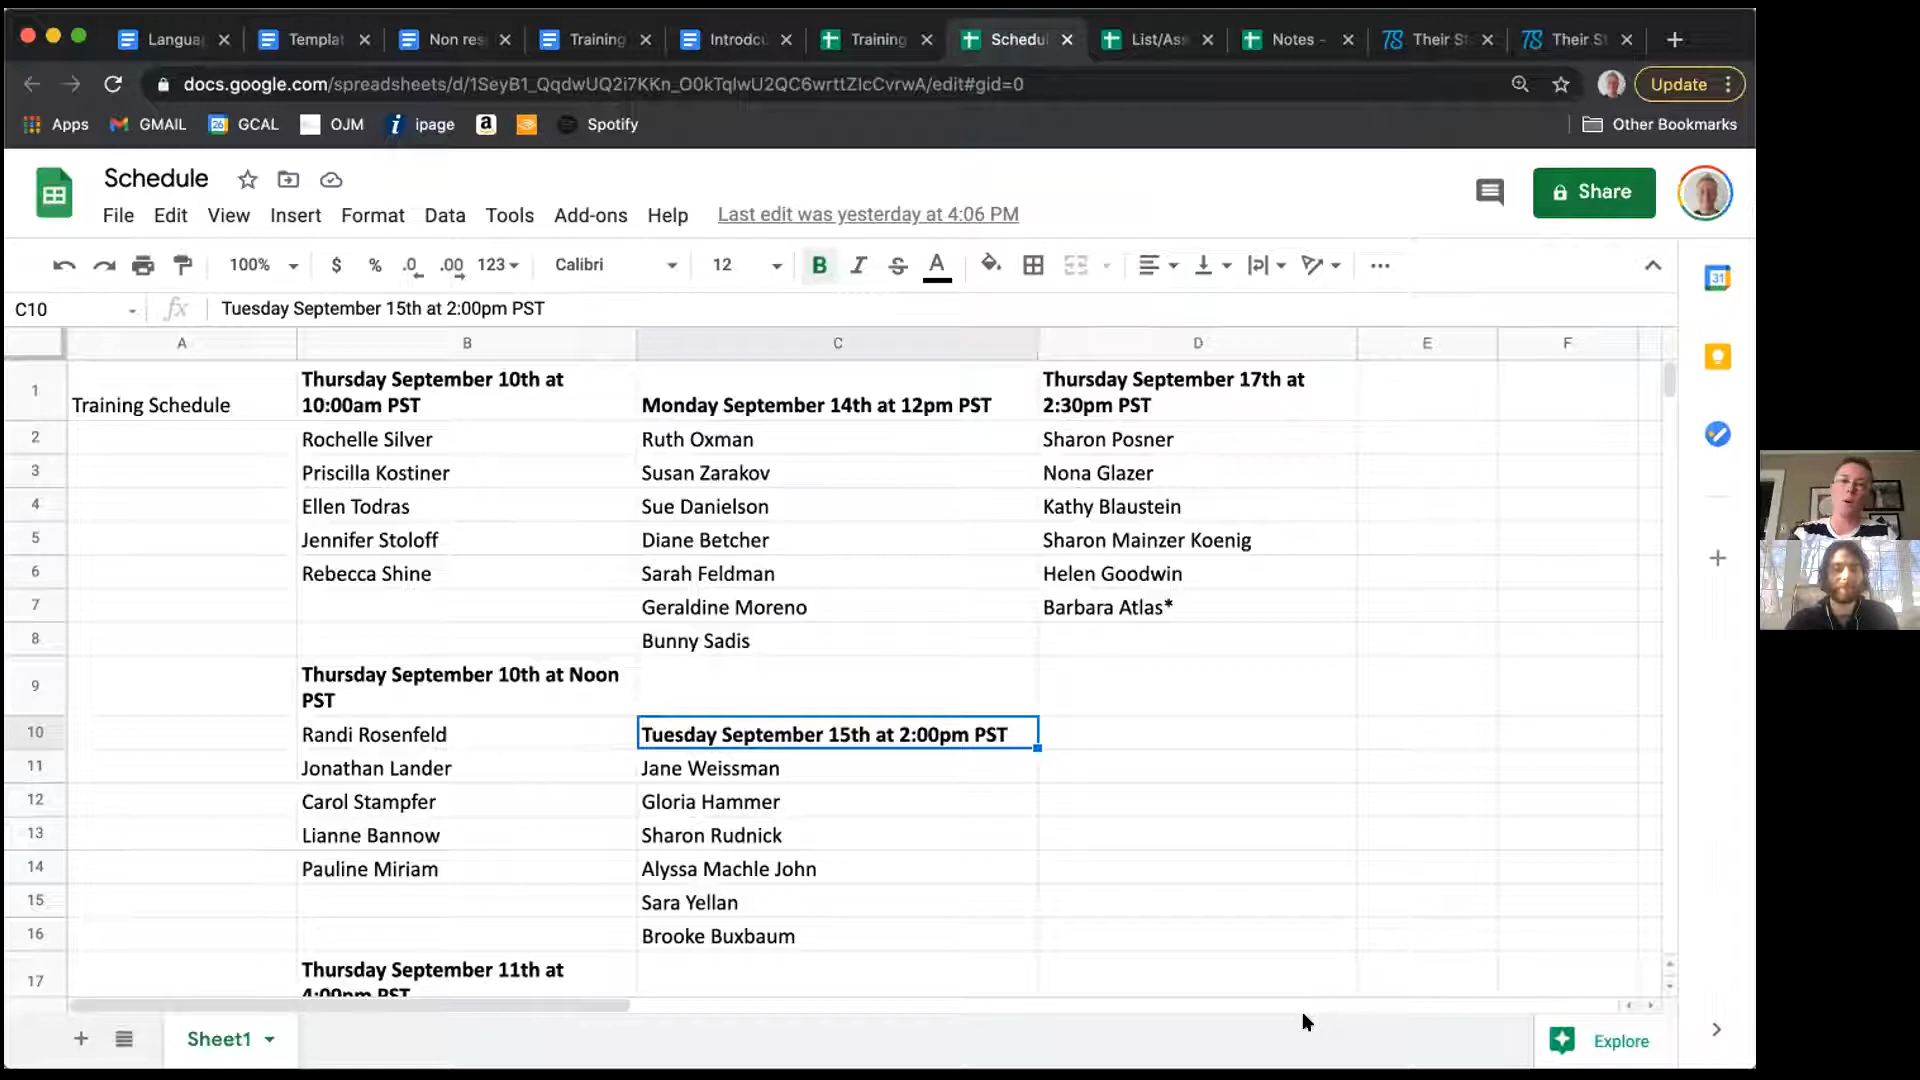 Langua
Templat
Non res
Training
Introdcu
Training
Schedul
List/Ass
Notes -
Their St
Their St
docs.google.com/spreadsheets/d/1SeyB1_QqdwUQ2i7KKn_O0kTqlwU2QC6wrttZIcCvrwA/edit#gid=0
Update
Apps
GMAIL
GCAL
OJM
ipage
Spotify
Other Bookmarks
Schedule
File Edit View Insert Format Data Tools Add-ons Help
Last edit was yesterday at 4:06 PM
Share
100% $ % .0 .00 123 Calibri 12 B I S A
C10 fx Tuesday September 15th at 2:00pm PST
A B C D E F
1
Training Schedule
Thursday September 10th at
10:00am PST
Monday September 14th at 12pm PST
Thursday September 17th at
2:30pm PST
2 Rochelle Silver Ruth Oxman Sharon Posner
3 Priscilla Kostiner Susan Zarakov Nona Glazer
4 Ellen Todras Sue Danielson Kathy Blaustein
5 Jennifer Stoloff Diane Betcher Sharon Mainzer Koenig
6 Rebecca Shine Sarah Feldman Helen Goodwin
7 Geraldine Moreno Barbara Atlas*
8 Bunny Sadis
9
Thursday September 10th at Noon
PST
10 Randi Rosenfeld Tuesday September 15th at 2:00pm PST
11 Jonathan Lander Jane Weissman
12 Carol Stampfer Gloria Hammer
13 Lianne Bannow Sharon Rudnick
14 Pauline Miriam Alyssa Machle John
15 Sara Yellan
16 Brooke Buxbaum
17
Thursday September 11th at
4:00pm PST
Sheet1
Explore
31